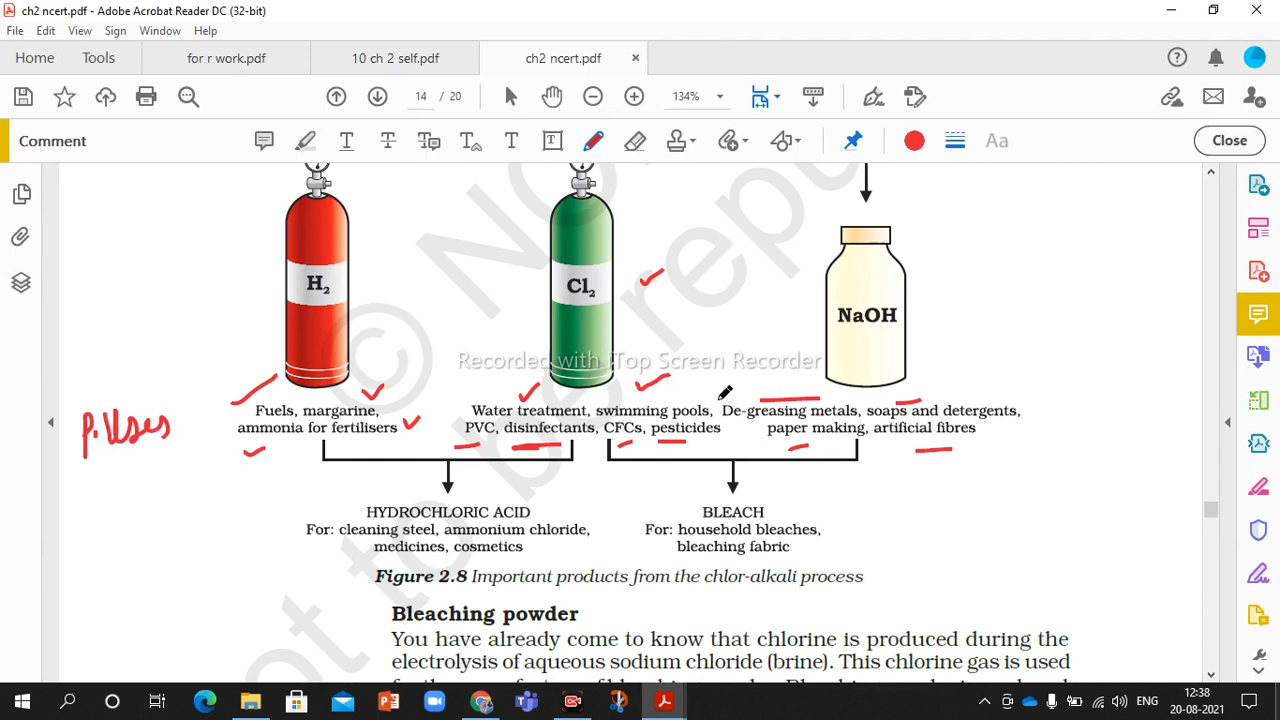 ch2 ncert.pdf - Adobe Acrobat Reader DC (32-bit)
File Edit View Sign Window Help
Home Tools for r work.pdf 10 ch 2 self.pdf ch2 ncert.pdf ×
14 / 20 134%
Comment Close
© NO
not to be repu
H2 Cl2 NaOH
Recorded with iTop Screen Recorder
p. Uses
Fuels, margarine, ammonia for fertilisers
Water treatment, swimming pools, PVC, disinfectants, CFCs, pesticides
De-greasing metals, soaps and detergents, paper making, artificial fibres
HYDROCHLORIC ACID
For: cleaning steel, ammonium chloride,
medicines, cosmetics
BLEACH
For: household bleaches,
bleaching fabric
Figure 2.8 Important products from the chlor-alkali process
Bleaching powder
You have already come to know that chlorine is produced during the
electrolysis of aqueous sodium chloride (brine). This chlorine gas is used
ENG 12:38
20-08-2021